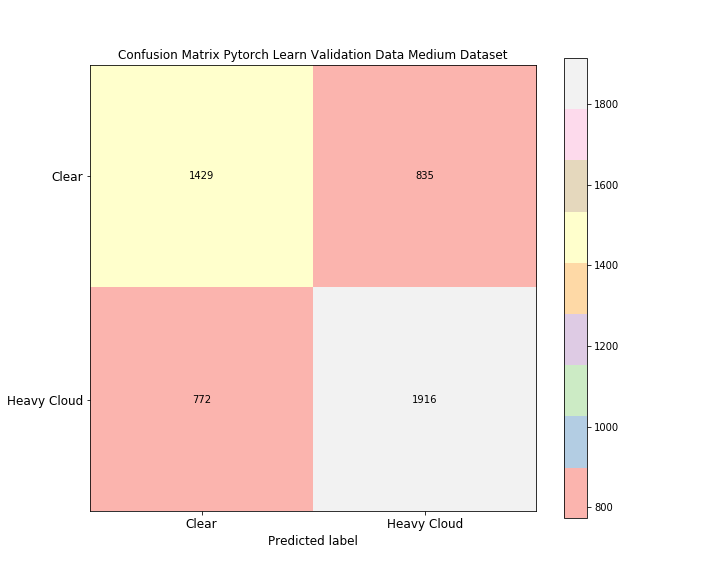 Confusion Matrix Pytorch Learn Validation Data Medium Dataset
Clear
1429
835
Heavy Cloud
772
1916
Clear
Heavy Cloud
Predicted label
1800
1600
1400
1200
1000
800